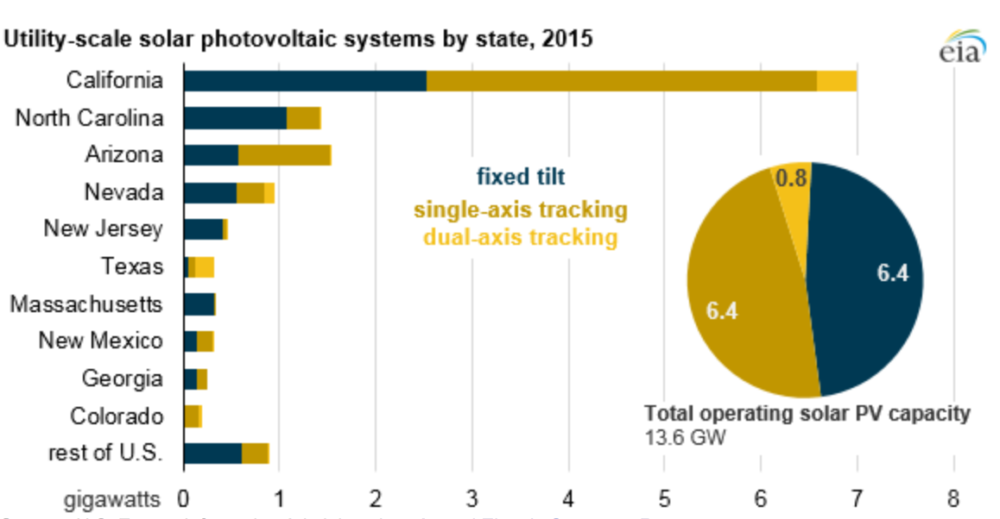 Utility-scale solar photovoltaic systems by state, 2015
eia
California
North Carolina
Arizona
Nevada
New Jersey
Texas
Massachusetts
New Mexico
Georgia
Colorado
rest of U.S.
fixed tilt
single-axis tracking
dual-axis tracking
0.8
6.4
6.4
Total operating solar PV capacity
13.6 GW
gigawatts 0 1 2 3 4 5 6 7 8